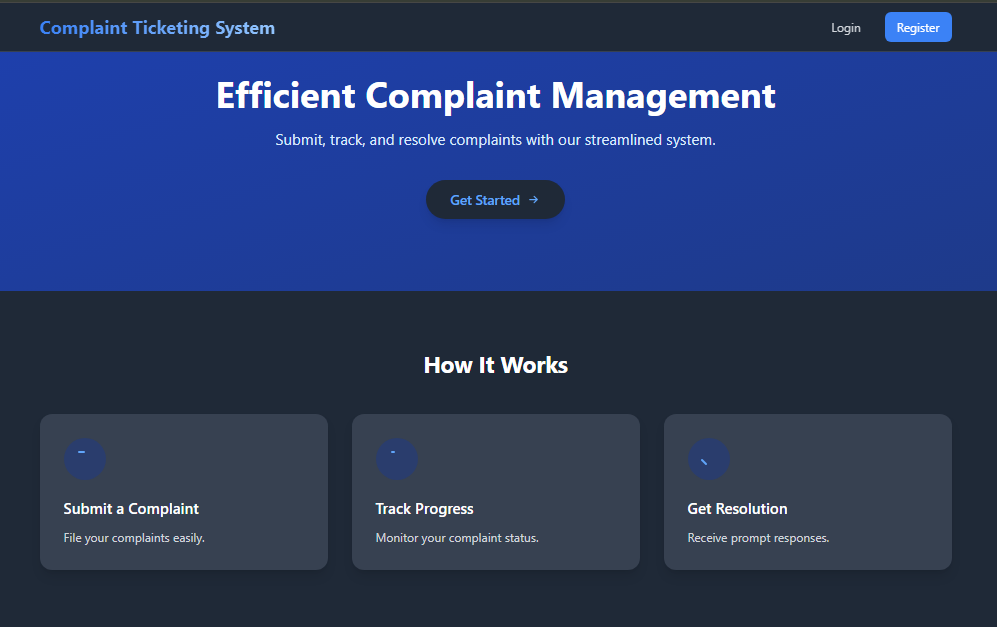 Complaint Ticketing System
Login
Register
Efficient Complaint Management
Submit, track, and resolve complaints with our streamlined system.
Get Started →
How It Works
Submit a Complaint
File your complaints easily.
Track Progress
Monitor your complaint status.
Get Resolution
Receive prompt responses.